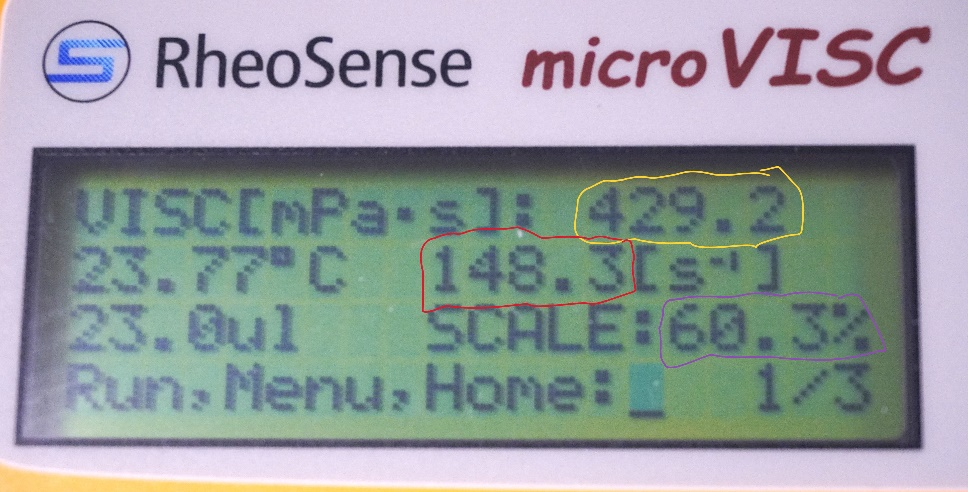 RheoSense microVISC
VISC[mPa·s]: 429.2
23.77°C 148.3[s⁻¹]
23.0ul SCALE:60.3%
Run,Menu,Home:_ 1/3